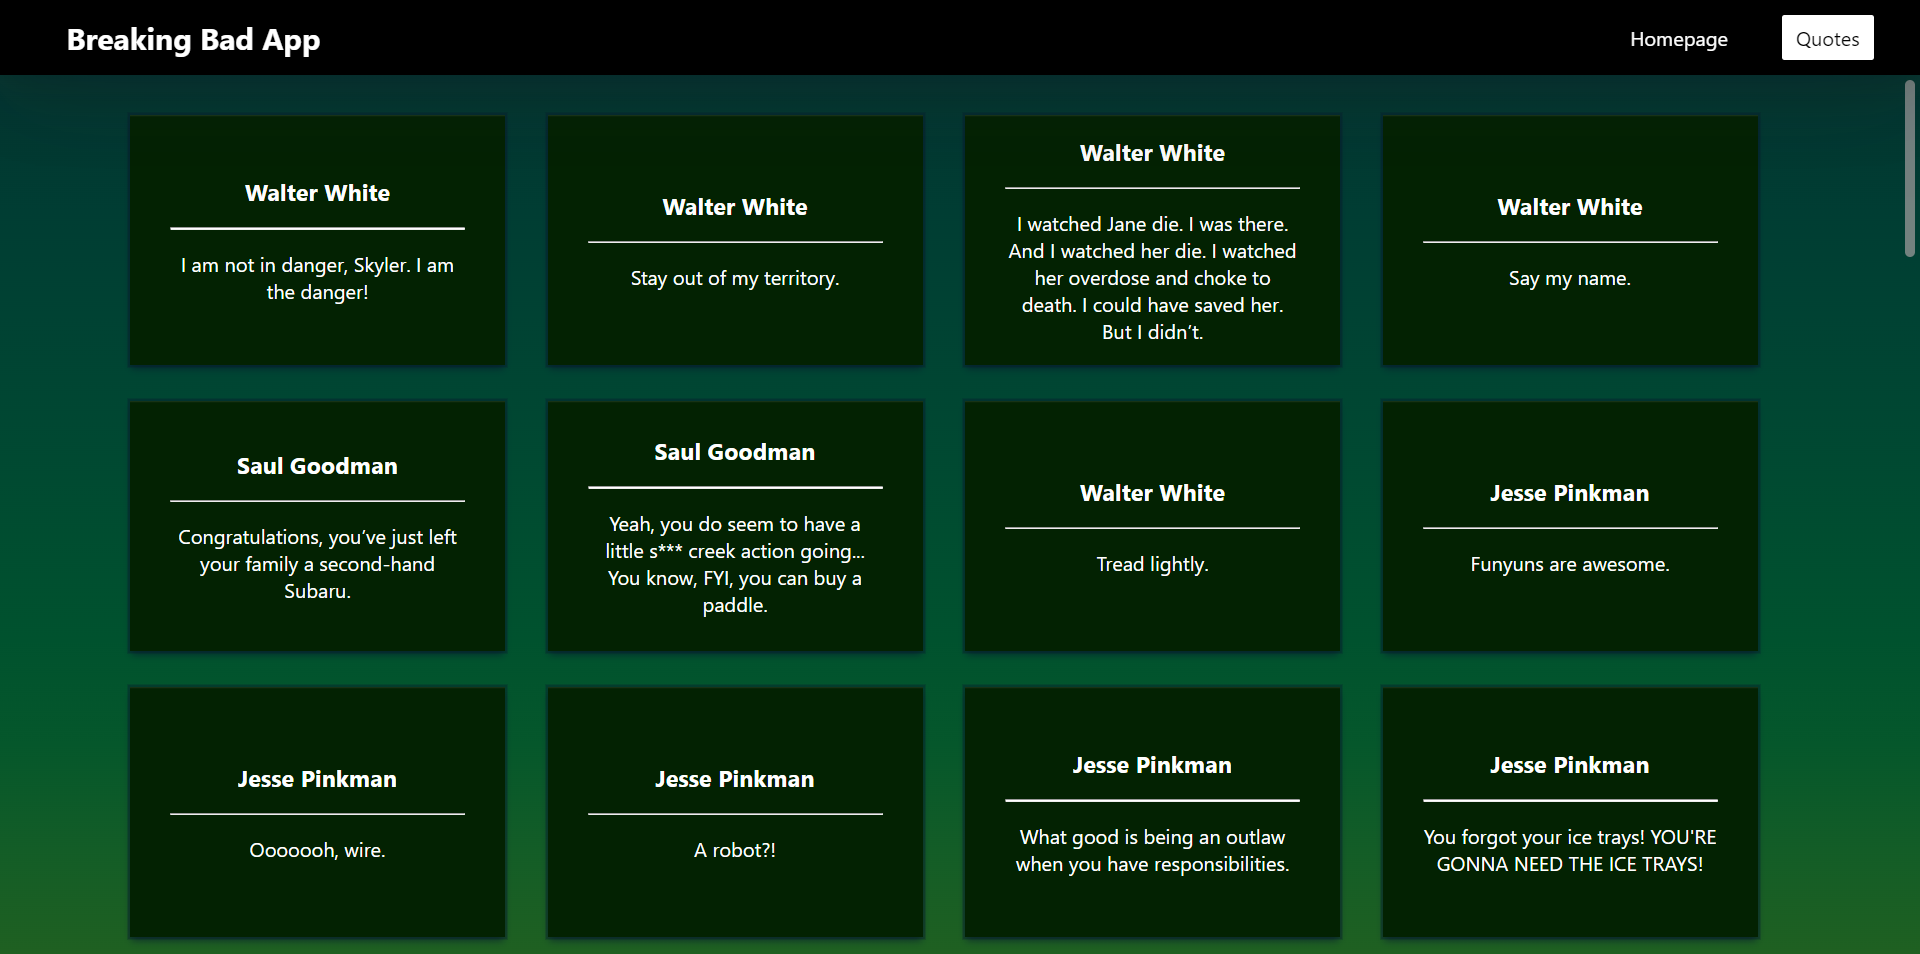 Breaking Bad App
Homepage
Quotes
Walter White
I am not in danger, Skyler. I am
the danger!
Walter White
Stay out of my territory.
Walter White
I watched Jane die. I was there.
And I watched her die. I watched
her overdose and choke to
death. I could have saved her.
But I didn’t.
Walter White
Say my name.
Saul Goodman
Congratulations, you’ve just left
your family a second-hand
Subaru.
Saul Goodman
Yeah, you do seem to have a
little s*** creek action going...
You know, FYI, you can buy a
paddle.
Walter White
Tread lightly.
Jesse Pinkman
Funyuns are awesome.
Jesse Pinkman
Ooooooh, wire.
Jesse Pinkman
A robot?!
Jesse Pinkman
What good is being an outlaw
when you have responsibilities.
Jesse Pinkman
You forgot your ice trays! YOU'RE
GONNA NEED THE ICE TRAYS!